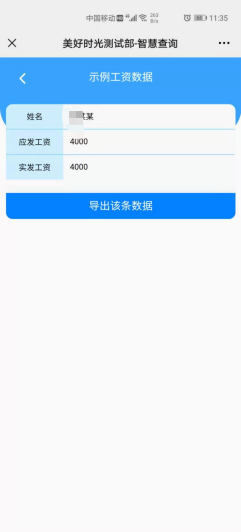 中国移动 11:35
美好时光测试部-智慧查询
示例工资数据
姓名 某
应发工资 4000
实发工资 4000
导出该条数据